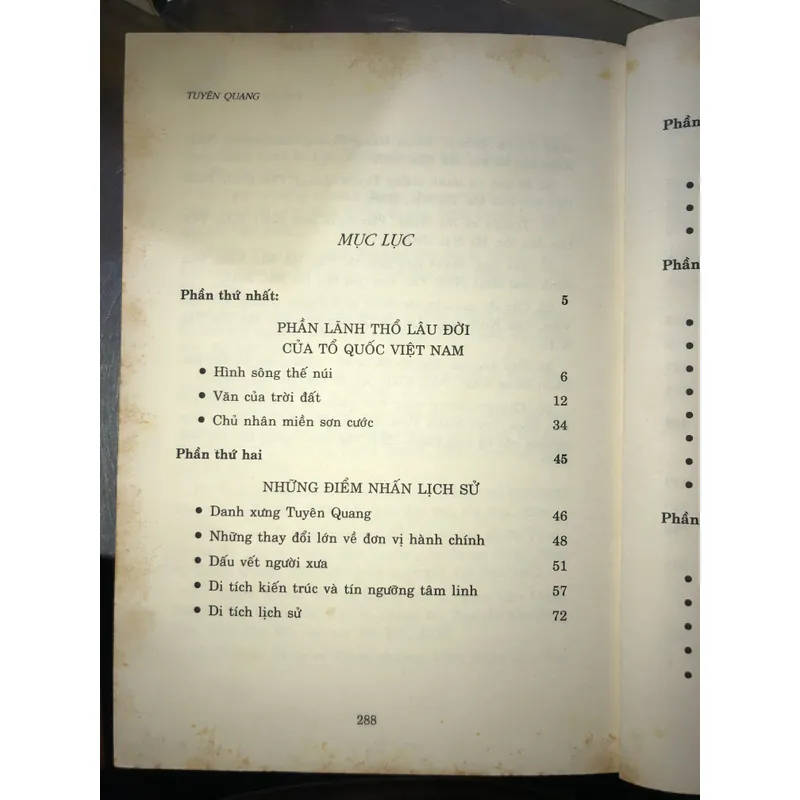 TUYÊN QUANG
MỤC LỤC
Phần thứ nhất: 5
PHẦN LÃNH THỔ LÂU ĐỜI
CỦA TỔ QUỐC VIỆT NAM
• Hình sông thế núi 6
• Văn của trời đất 12
• Chủ nhân miền sơn cước 34
Phần thứ hai 45
NHỮNG ĐIỂM NHẤN LỊCH SỬ
• Danh xưng Tuyên Quang 46
• Những thay đổi lớn về đơn vị hành chính 48
• Dấu vết người xưa 51
• Di tích kiến trúc và tín ngưỡng tâm linh 57
• Di tích lịch sử 72
288
Phần
Phần
Phần